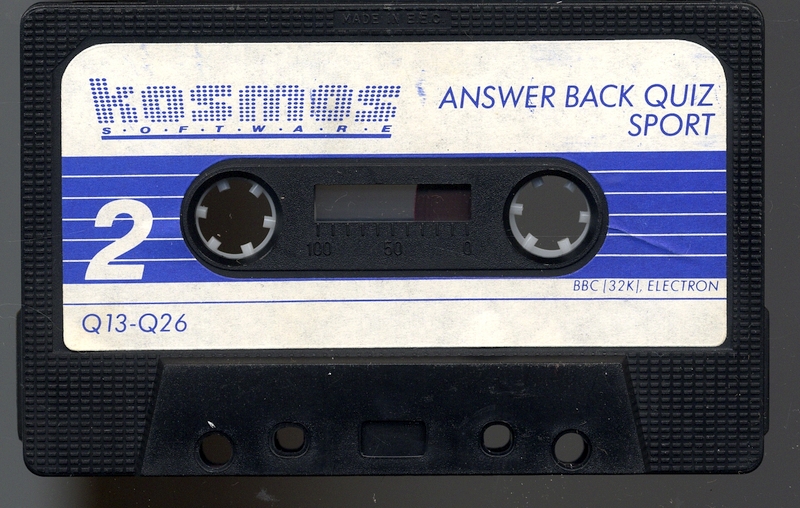 MADE IN EEC
kosmos
S·O·F·T·W·A·R·E
ANSWER BACK QUIZ
SPORT
2
100 50 0
BBC [32K], ELECTRON
Q13-Q26